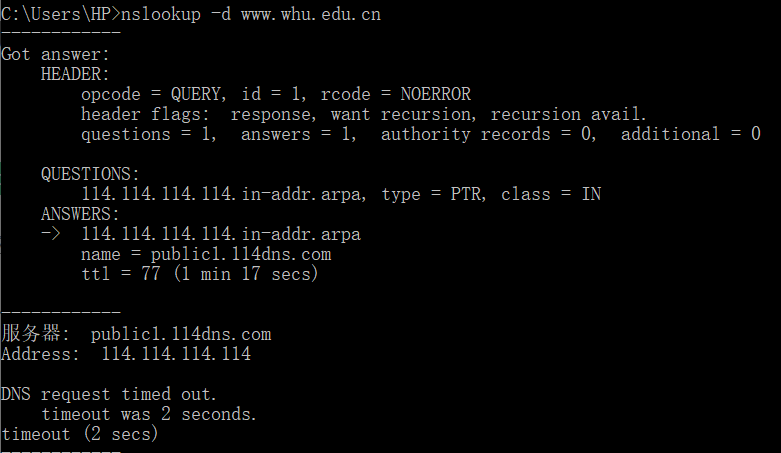 C:\Users\HP>nslookup -d www.whu.edu.cn
------------
Got answer:
    HEADER:
        opcode = QUERY, id = 1, rcode = NOERROR
        header flags:  response, want recursion, recursion avail.
        questions = 1,  answers = 1,  authority records = 0,  additional = 0

    QUESTIONS:
        114.114.114.114.in-addr.arpa, type = PTR, class = IN
    ANSWERS:
    ->  114.114.114.114.in-addr.arpa
        name = public1.114dns.com
        ttl = 77 (1 min 17 secs)

------------
服务器:  public1.114dns.com
Address:  114.114.114.114

DNS request timed out.
    timeout was 2 seconds.
timeout (2 secs)
------------